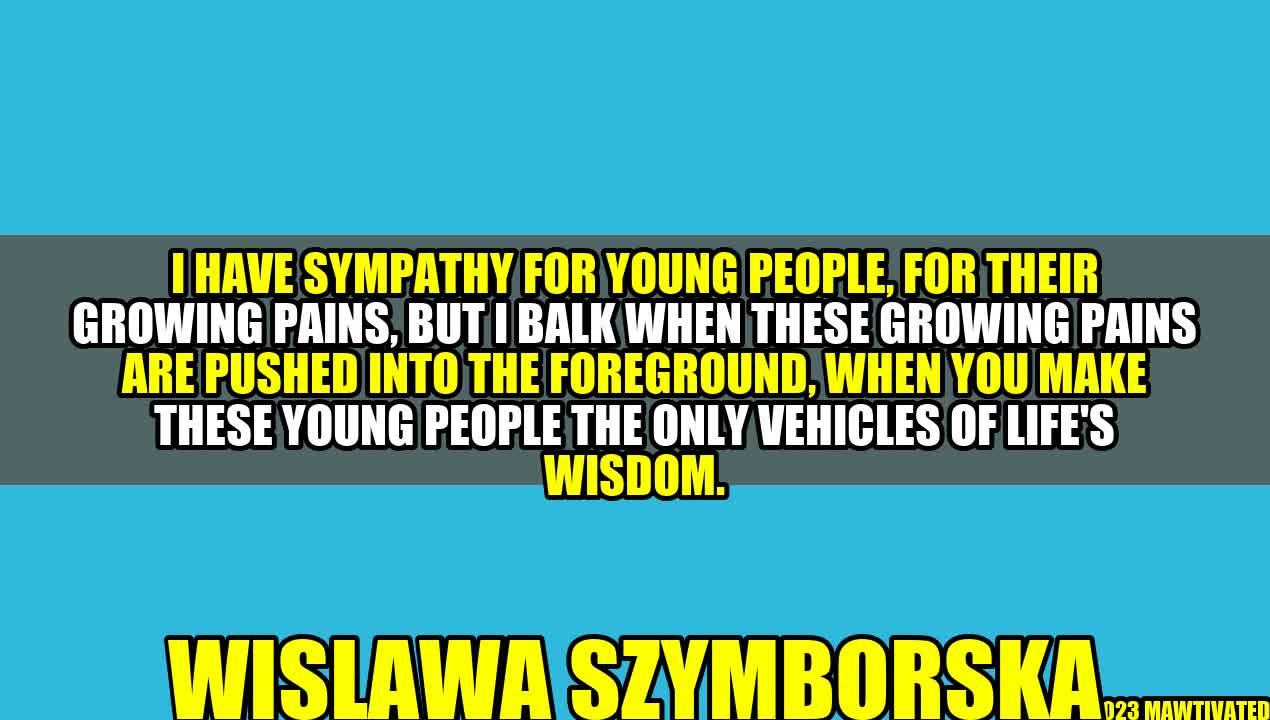 I HAVE SYMPATHY FOR YOUNG PEOPLE, FOR THEIR
GROWING PAINS, BUT I BALK WHEN THESE GROWING PAINS
ARE PUSHED INTO THE FOREGROUND, WHEN YOU MAKE
THESE YOUNG PEOPLE THE ONLY VEHICLES OF LIFE'S
WISDOM.
WISLAWA SZYMBORSKA
023 MAWTIVATED